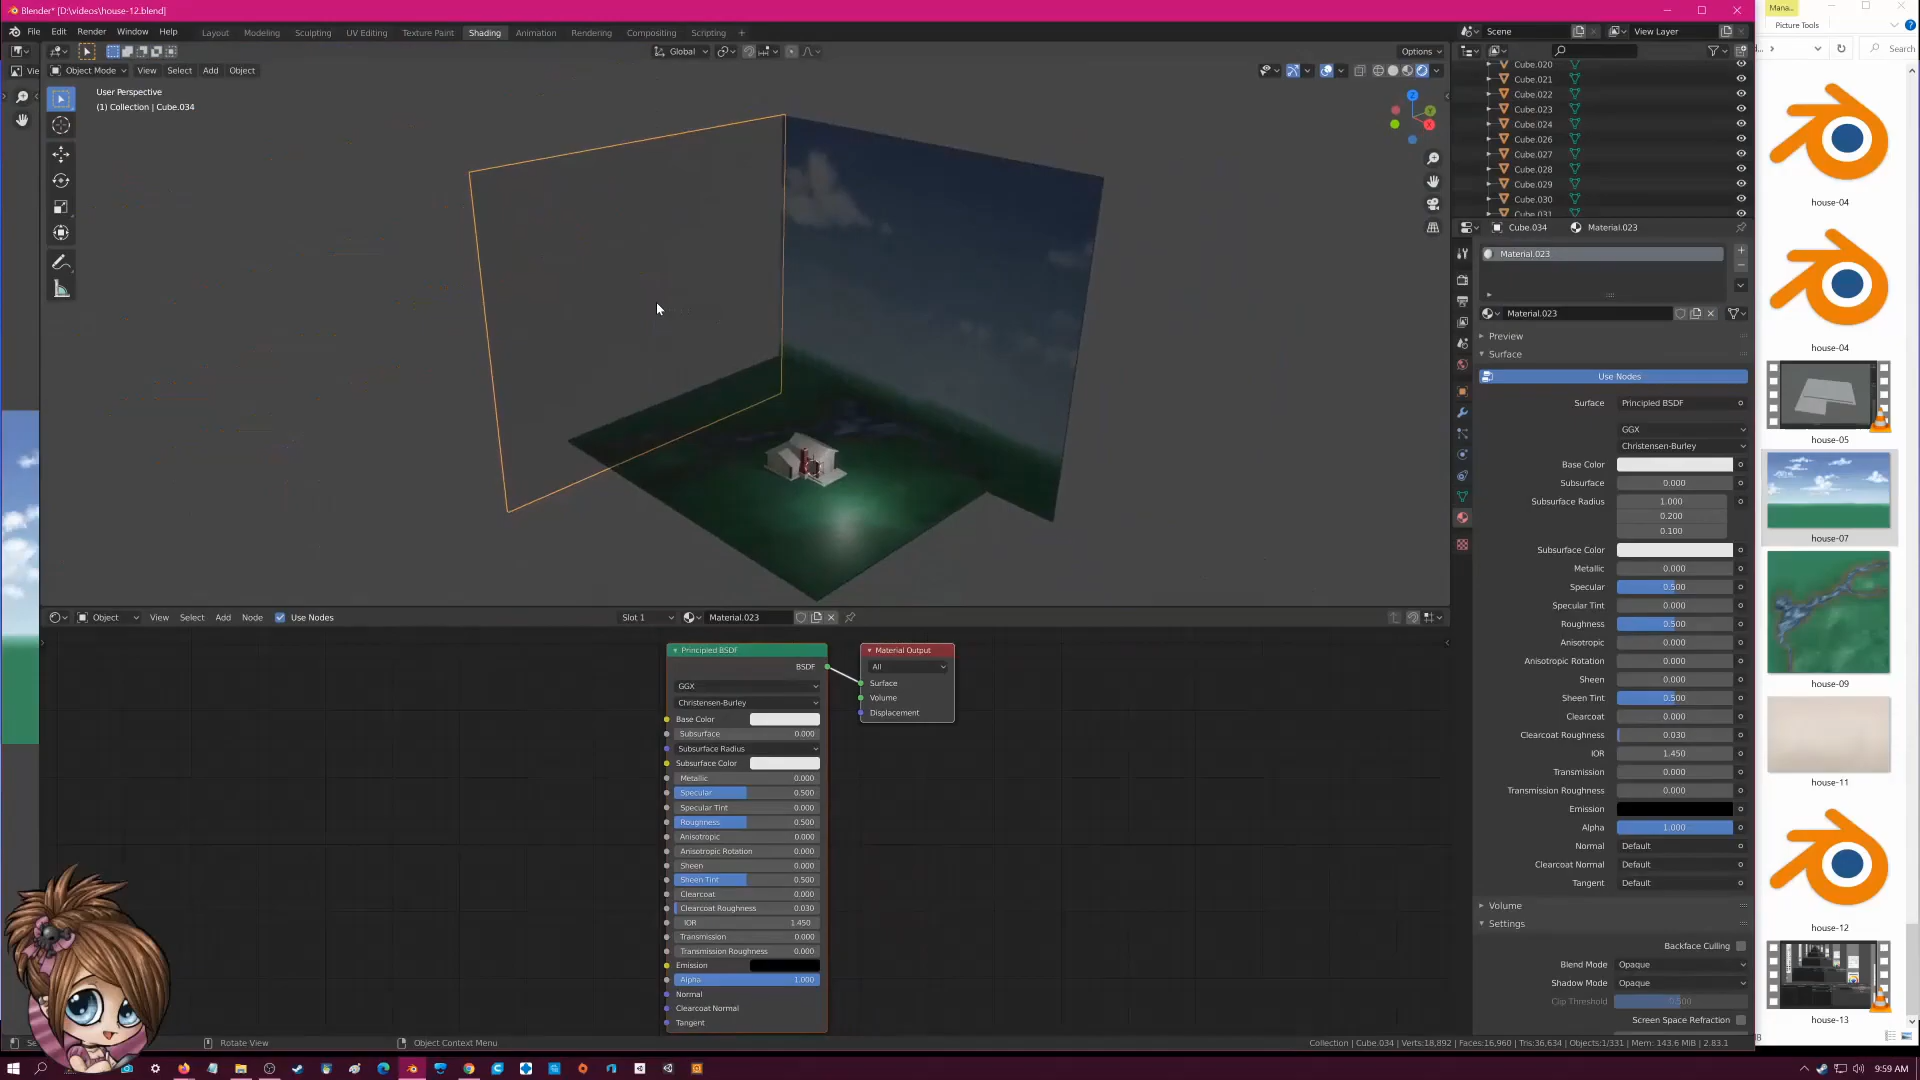 Blender* [D:\videos\house-12.blend]
Mana...
Picture Tools
File Edit Render Window Help
Layout Modeling Sculpting UV Editing Texture Paint Shading Animation Rendering Compositing Scripting +
Scene
View Layer
Global
Options
Search
Vie
Object Mode View Select Add Object
User Perspective
(1) Collection | Cube.034
Z
Y
X
Cube.020
Cube.021
Cube.022
Cube.023
Cube.024
Cube.026
Cube.027
Cube.028
Cube.029
Cube.030
Cube.031
Cube.034 Material.023
Material.023
Material.023
Preview
Surface
Use Nodes
Surface Principled BSDF
GGX
Christensen-Burley
Base Color
Subsurface 0.000
Subsurface Radius 1.000
0.200
0.100
Subsurface Color
Metallic 0.000
Specular 0.500
Specular Tint 0.000
Roughness 0.500
Anisotropic 0.000
Anisotropic Rotation 0.000
Sheen 0.000
Sheen Tint 0.500
Clearcoat 0.000
Clearcoat Roughness 0.030
IOR 1.450
Transmission 0.000
Transmission Roughness 0.000
Emission
Alpha 1.000
Normal Default
Clearcoat Normal Default
Tangent Default
Volume
Settings
Backface Culling
Blend Mode Opaque
Shadow Mode Opaque
Clip Threshold 0.500
Screen Space Refraction
house-04
house-04
house-05
house-07
house-09
house-11
house-12
house-13
Object View Select Add Node Use Nodes
Slot 1
Material.023
Principled BSDF
BSDF
GGX
Christensen-Burley
Base Color
Subsurface 0.000
Subsurface Radius
Subsurface Color
Metallic 0.000
Specular 0.500
Specular Tint 0.000
Roughness 0.500
Anisotropic 0.000
Anisotropic Rotation 0.000
Sheen 0.000
Sheen Tint 0.500
Clearcoat 0.000
Clearcoat Roughness 0.030
IOR 1.450
Transmission 0.000
Transmission Roughness 0.000
Emission
Alpha 1.000
Normal
Clearcoat Normal
Tangent
Material Output
All
Surface
Volume
Displacement
Rotate View
Object Context Menu
Collection | Cube.034 | Verts:18,892 | Faces:16,960 | Tris:36,634 | Objects:1/331 | Mem: 143.6 MiB | 2.83.1
9:59 AM